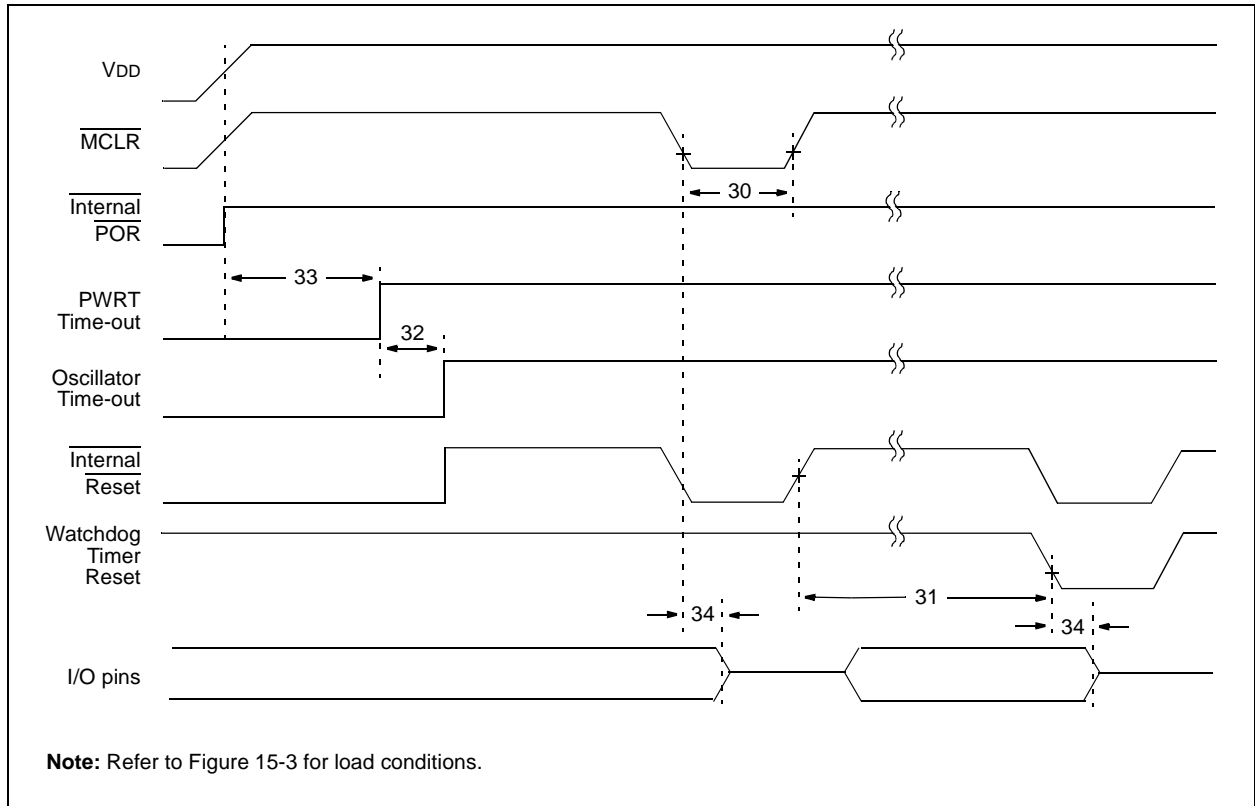 VDD
MCLR
30
Internal
POR
33
PWRT
Time-out
32
Oscillator
Time-out
Internal
Reset
Watchdog
Timer
Reset
31
34
34
I/O pins
Note: Refer to Figure 15-3 for load conditions.